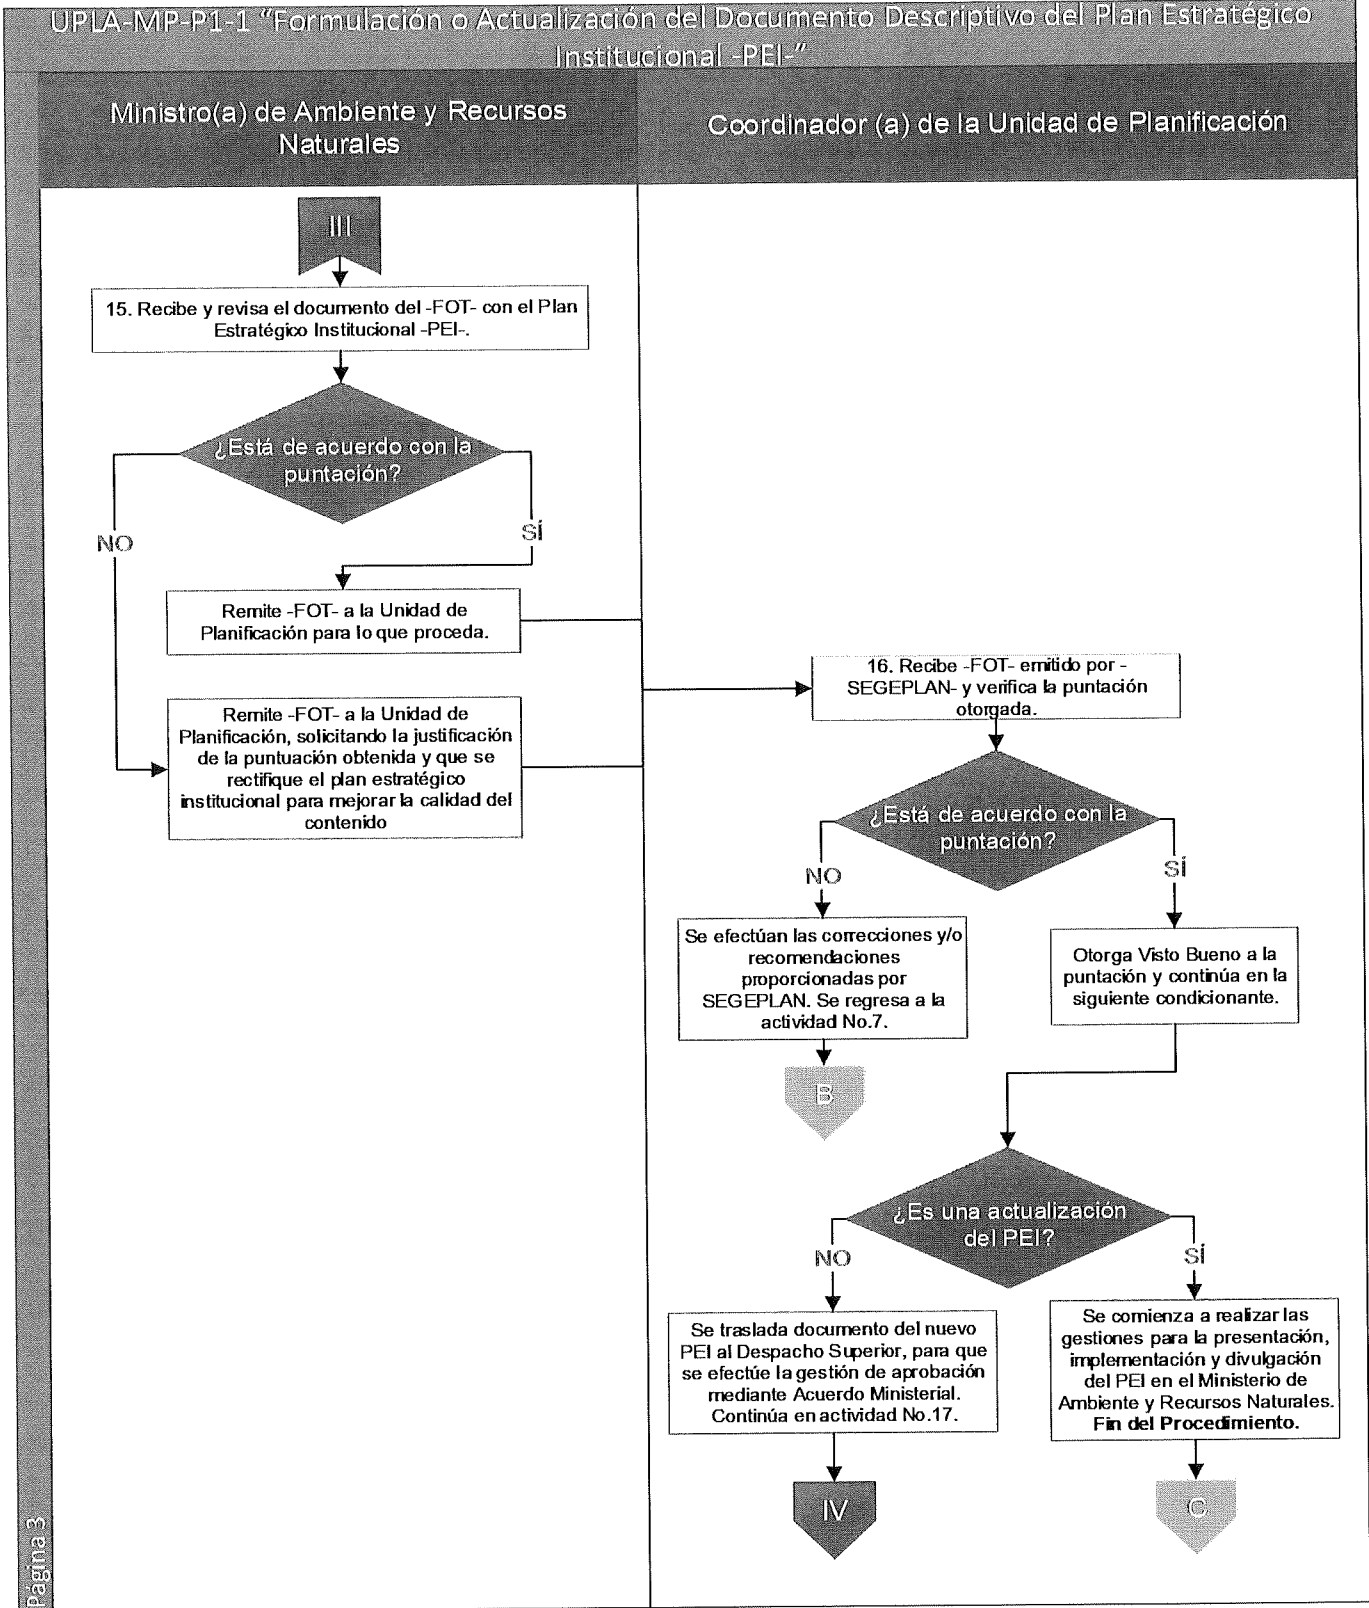 UPLA-MP-P1-1 “Formulación o Actualización del Documento Descriptivo del Plan Estratégico
Institucional -PEI-”
Ministro(a) de Ambiente y Recursos
Naturales
Coordinador (a) de la Unidad de Planificación
III
15. Recibe y revisa el documento del -FOT- con el Plan
Estratégico Institucional -PEI-.
¿Está de acuerdo con la
puntación?
NO
SÍ
Remite -FOT- a la Unidad de
Planificación para lo que proceda.
Remite -FOT- a la Unidad de
Planificación, solicitando la justificación
de la puntuación obtenida y que se
rectifique el plan estratégico
institucional para mejorar la calidad del
contenido
16. Recibe -FOT- emitido por -
SEGEPLAN- y verifica la puntación
otorgada.
¿Está de acuerdo con la
puntación?
NO
SÍ
Se efectúan las correcciones y/o
recomendaciones
proporcionadas por
SEGEPLAN. Se regresa a la
actividad No.7.
Otorga Visto Bueno a la
puntación y continúa en la
siguiente condicionante.
B
¿Es una actualización
del PEI?
NO
SÍ
Se traslada documento del nuevo
PEI al Despacho Superior, para que
se efectúe la gestión de aprobación
mediante Acuerdo Ministerial.
Continúa en actividad No.17.
Se comienza a realizar las
gestiones para la presentación,
implementación y divulgación
del PEI en el Ministerio de
Ambiente y Recursos Naturales.
Fin del Procedimiento.
IV
C
Página 3